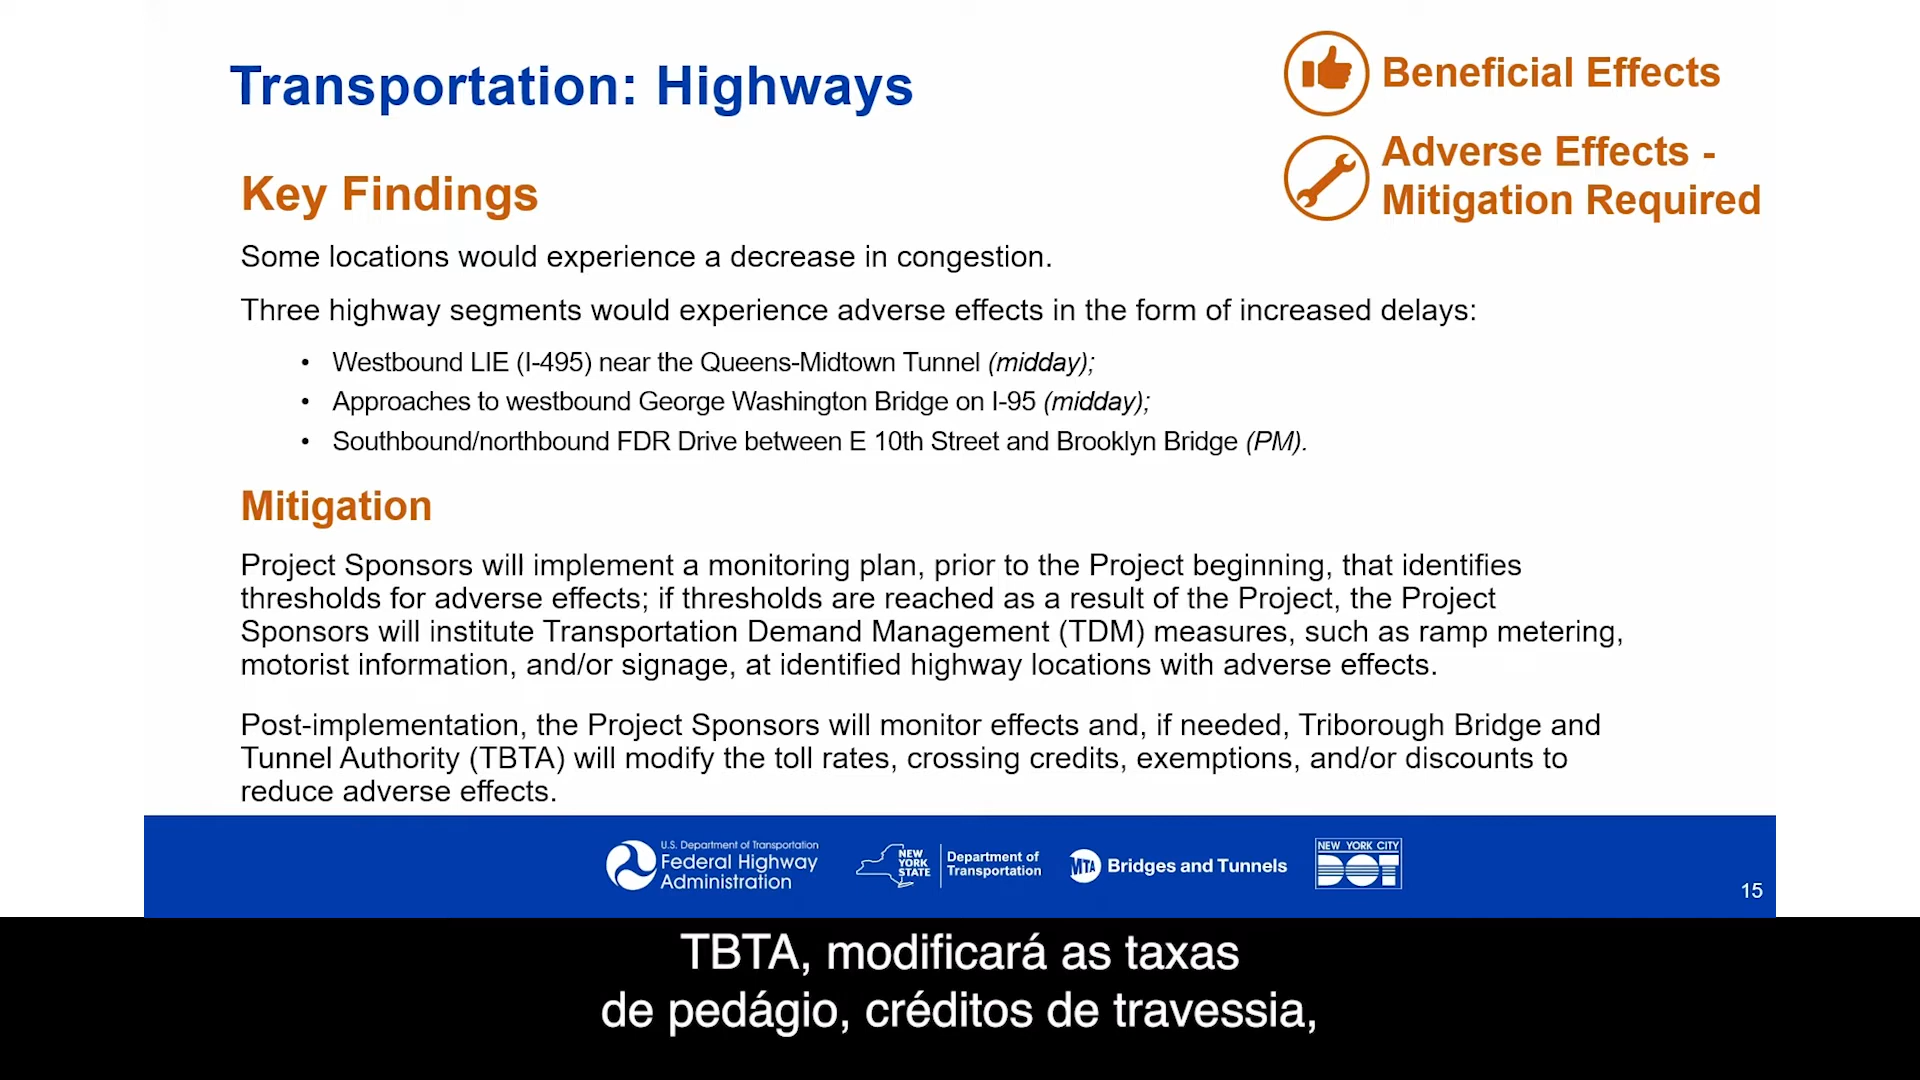 Transportation: Highways
Beneficial Effects
Adverse Effects -
Mitigation Required
Key Findings
Some locations would experience a decrease in congestion.
Three highway segments would experience adverse effects in the form of increased delays:
• Westbound LIE (I-495) near the Queens-Midtown Tunnel (midday);
• Approaches to westbound George Washington Bridge on I-95 (midday);
• Southbound/northbound FDR Drive between E 10th Street and Brooklyn Bridge (PM).
Mitigation
Project Sponsors will implement a monitoring plan, prior to the Project beginning, that identifies
thresholds for adverse effects; if thresholds are reached as a result of the Project, the Project
Sponsors will institute Transportation Demand Management (TDM) measures, such as ramp metering,
motorist information, and/or signage, at identified highway locations with adverse effects.
Post-implementation, the Project Sponsors will monitor effects and, if needed, Triborough Bridge and
Tunnel Authority (TBTA) will modify the toll rates, crossing credits, exemptions, and/or discounts to
reduce adverse effects.
U.S. Department of Transportation
Federal Highway
Administration
NEW
YORK
STATE
Department of
Transportation
MTA Bridges and Tunnels
NEW YORK CITY
DOT
15
TBTA, modificará as taxas
de pedágio, créditos de travessia,